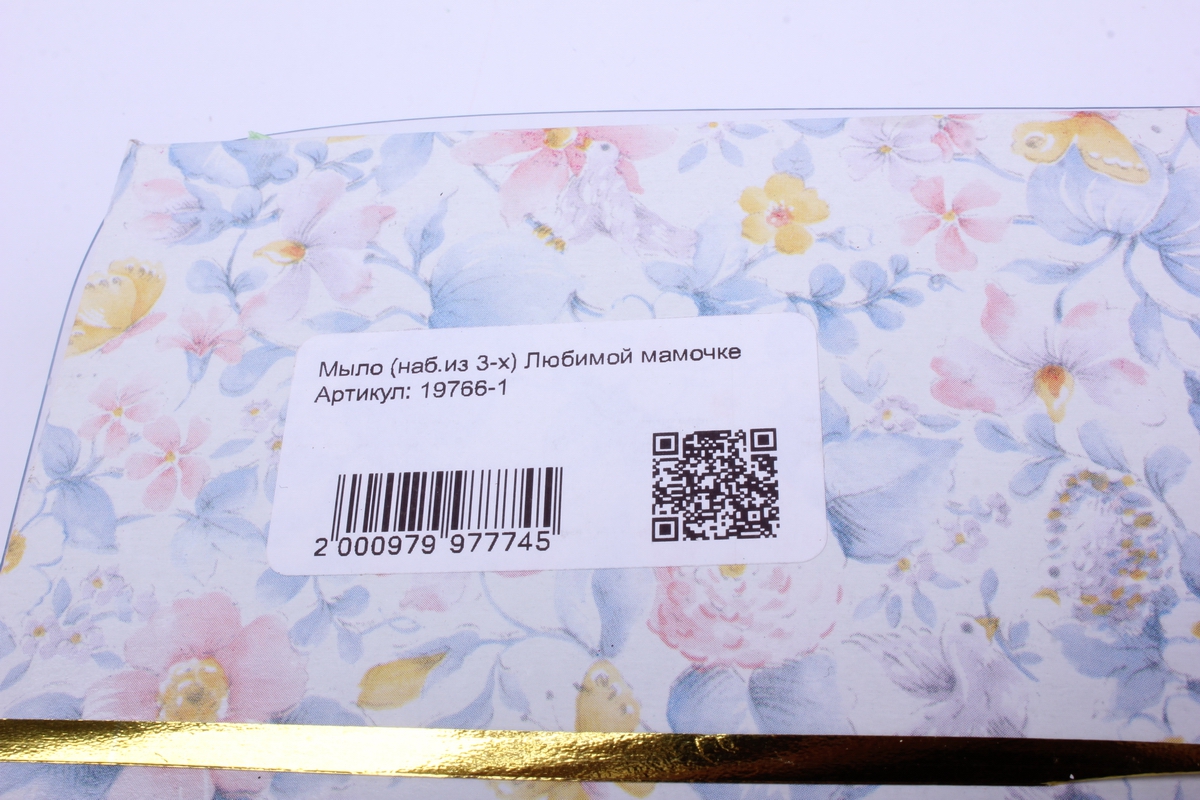 Мыло (наб.из 3-х) Любимой мамочке
Артикул: 19766-1
2 000979 977745